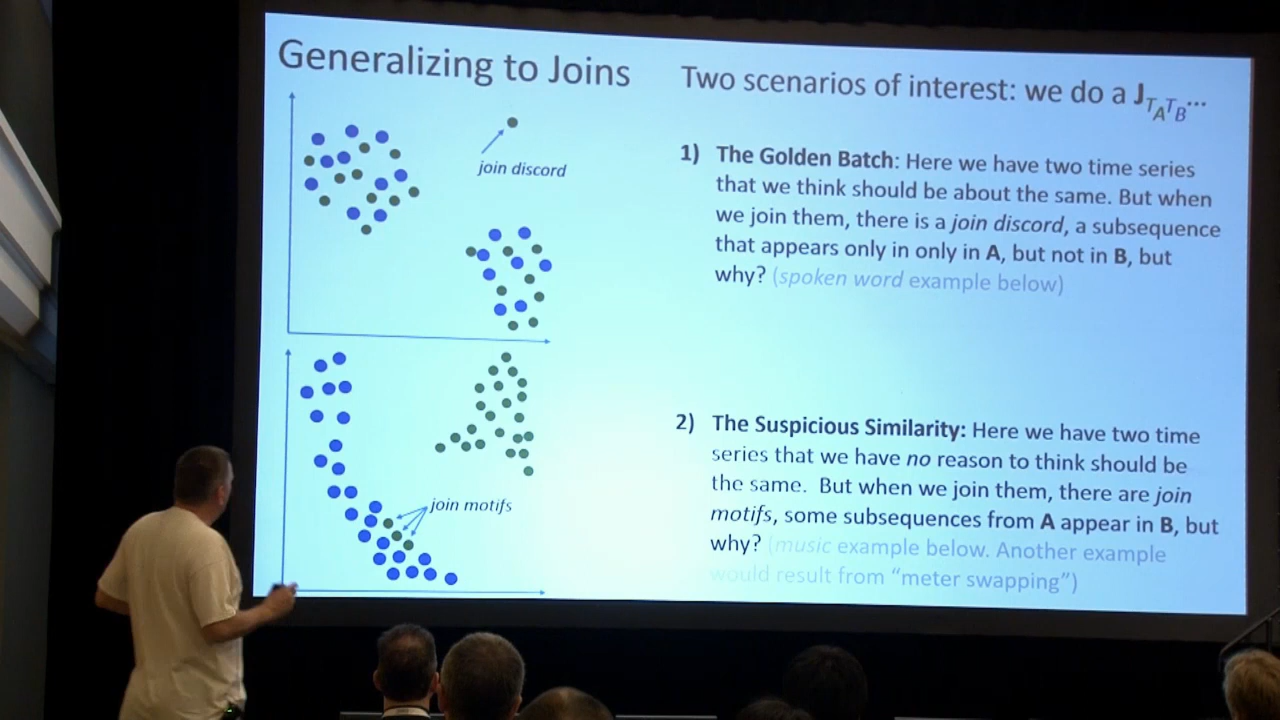 Generalizing to Joins
join discord
join motifs
Two scenarios of interest: we do a J_TATB...
1) The Golden Batch: Here we have two time series
that we think should be about the same. But when
we join them, there is a join discord, a subsequence
that appears only in only in A, but not in B, but
why? (spoken word example below)
2) The Suspicious Similarity: Here we have two time
series that we have no reason to think should be
the same. But when we join them, there are join
motifs, some subsequences from A appear in B, but
why? (music example below. Another example
would result from “meter swapping”)